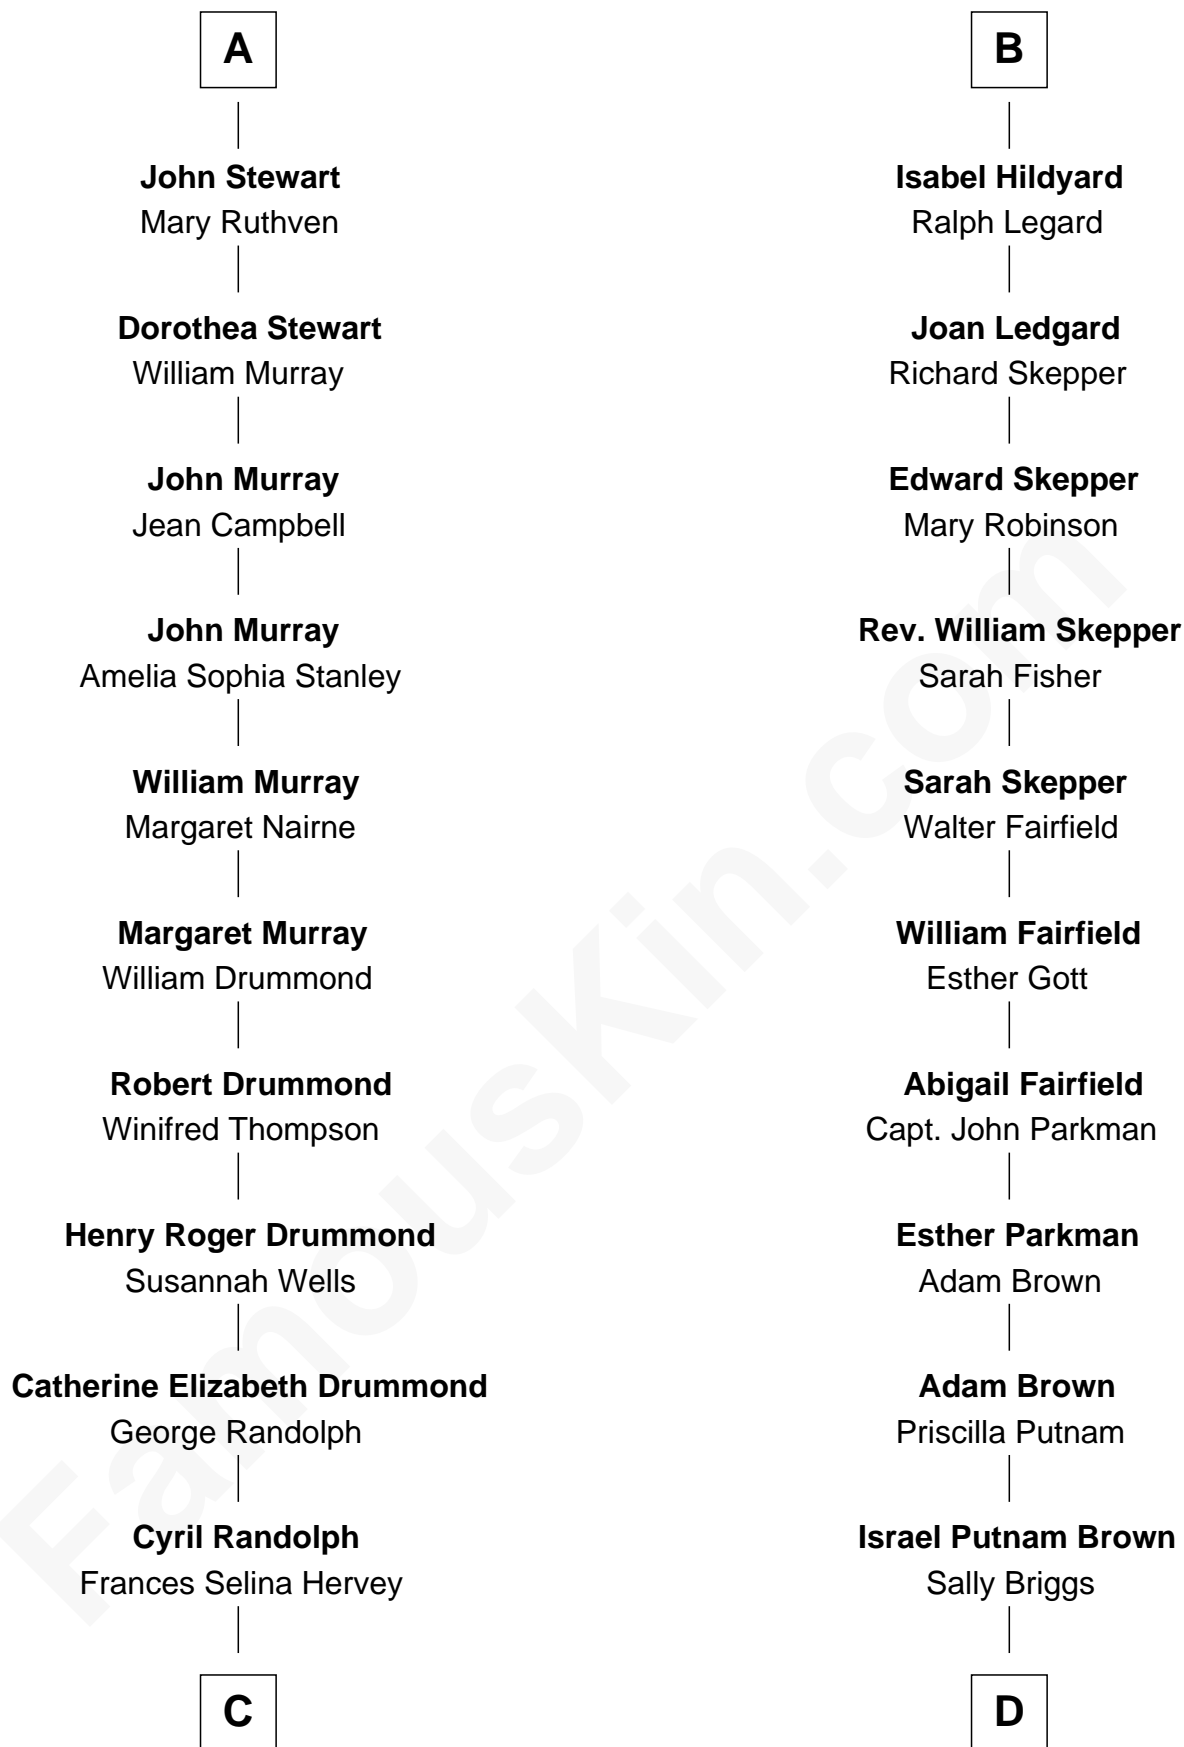 A
John Stewart
Mary Ruthven
Dorothea Stewart
William Murray
John Murray
Jean Campbell
John Murray
Amelia Sophia Stanley
William Murray
Margaret Nairne
Margaret Murray
William Drummond
Robert Drummond
Winifred Thompson
Henry Roger Drummond
Susannah Wells
Catherine Elizabeth Drummond
George Randolph
Cyril Randolph
Frances Selina Hervey
C
B
Isabel Hildyard
Ralph Legard
Joan Ledgard
Richard Skepper
Edward Skepper
Mary Robinson
Rev. William Skepper
Sarah Fisher
Sarah Skepper
Walter Fairfield
William Fairfield
Esther Gott
Abigail Fairfield
Capt. John Parkman
Esther Parkman
Adam Brown
Adam Brown
Priscilla Putnam
Israel Putnam Brown
Sally Briggs
D
FamousKin.com